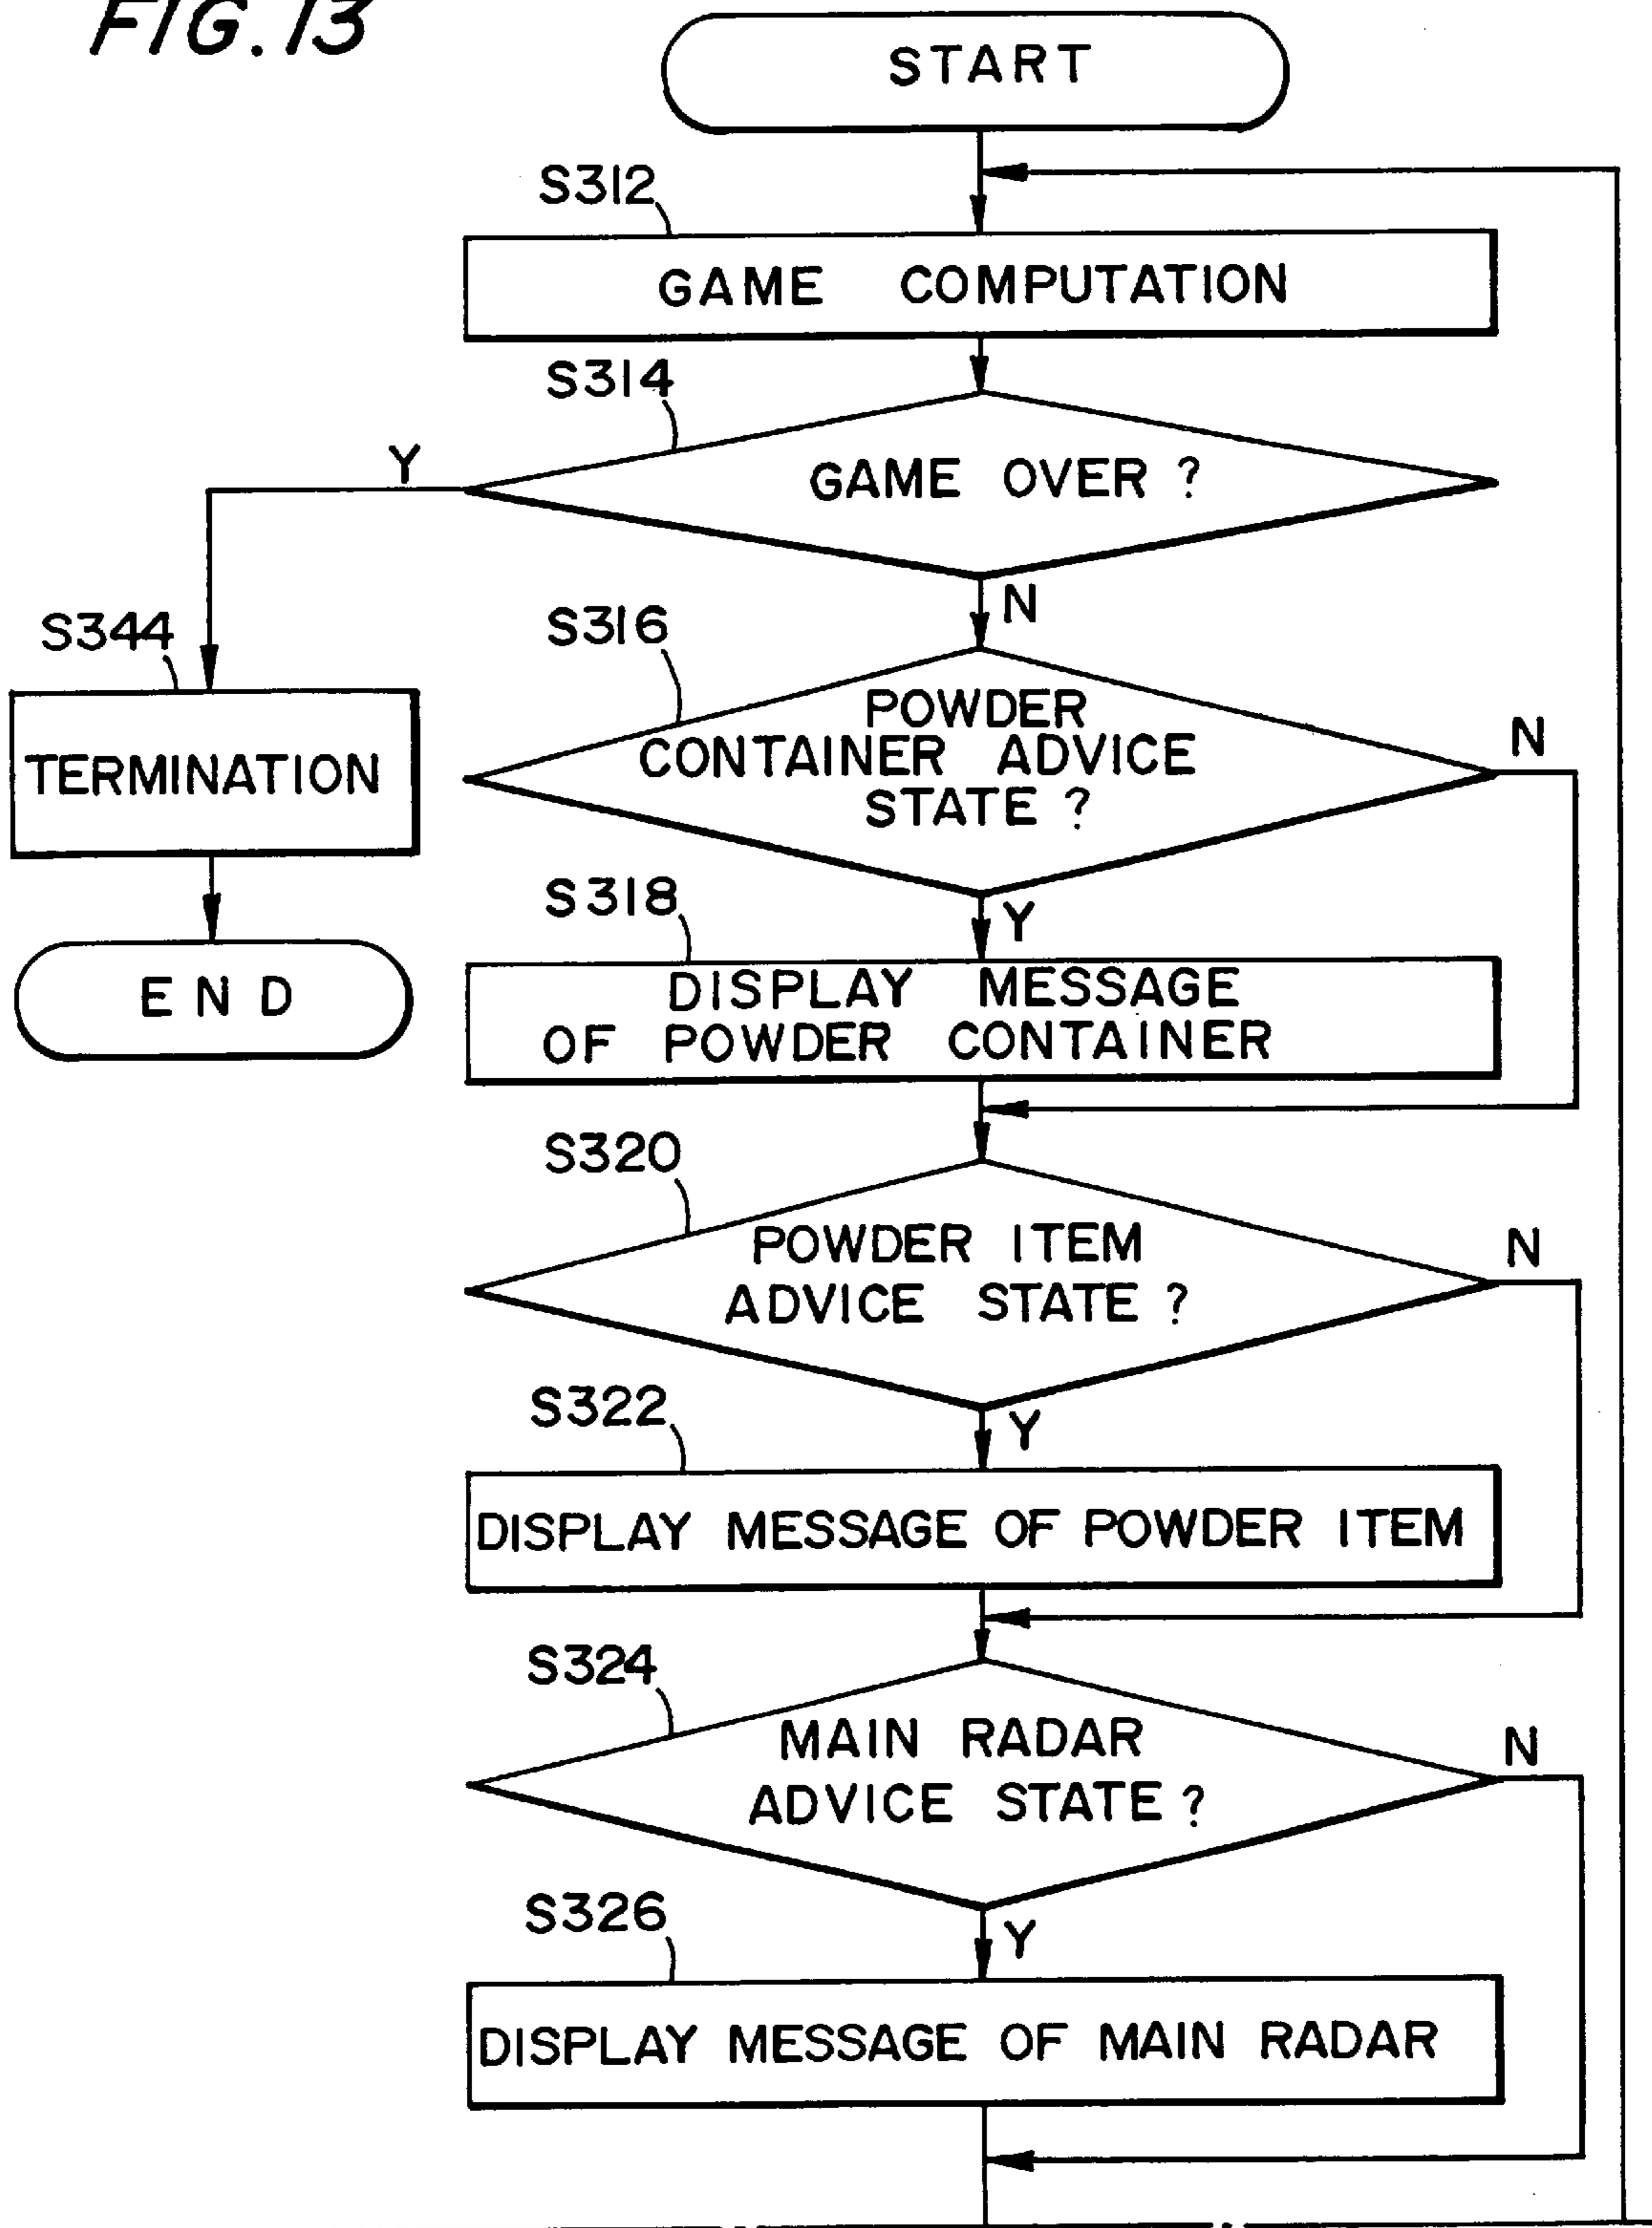 FIG. 13
START
S312
GAME COMPUTATION
S314
Y
GAME OVER ?
N
S344
TERMINATION
END
S316
POWDER
CONTAINER ADVICE
STATE ?
N
Y
S318
DISPLAY MESSAGE
OF POWDER CONTAINER
S320
POWDER ITEM
ADVICE STATE ?
N
Y
S322
DISPLAY MESSAGE OF POWDER ITEM
S324
MAIN RADAR
ADVICE STATE ?
N
Y
S326
DISPLAY MESSAGE OF MAIN RADAR